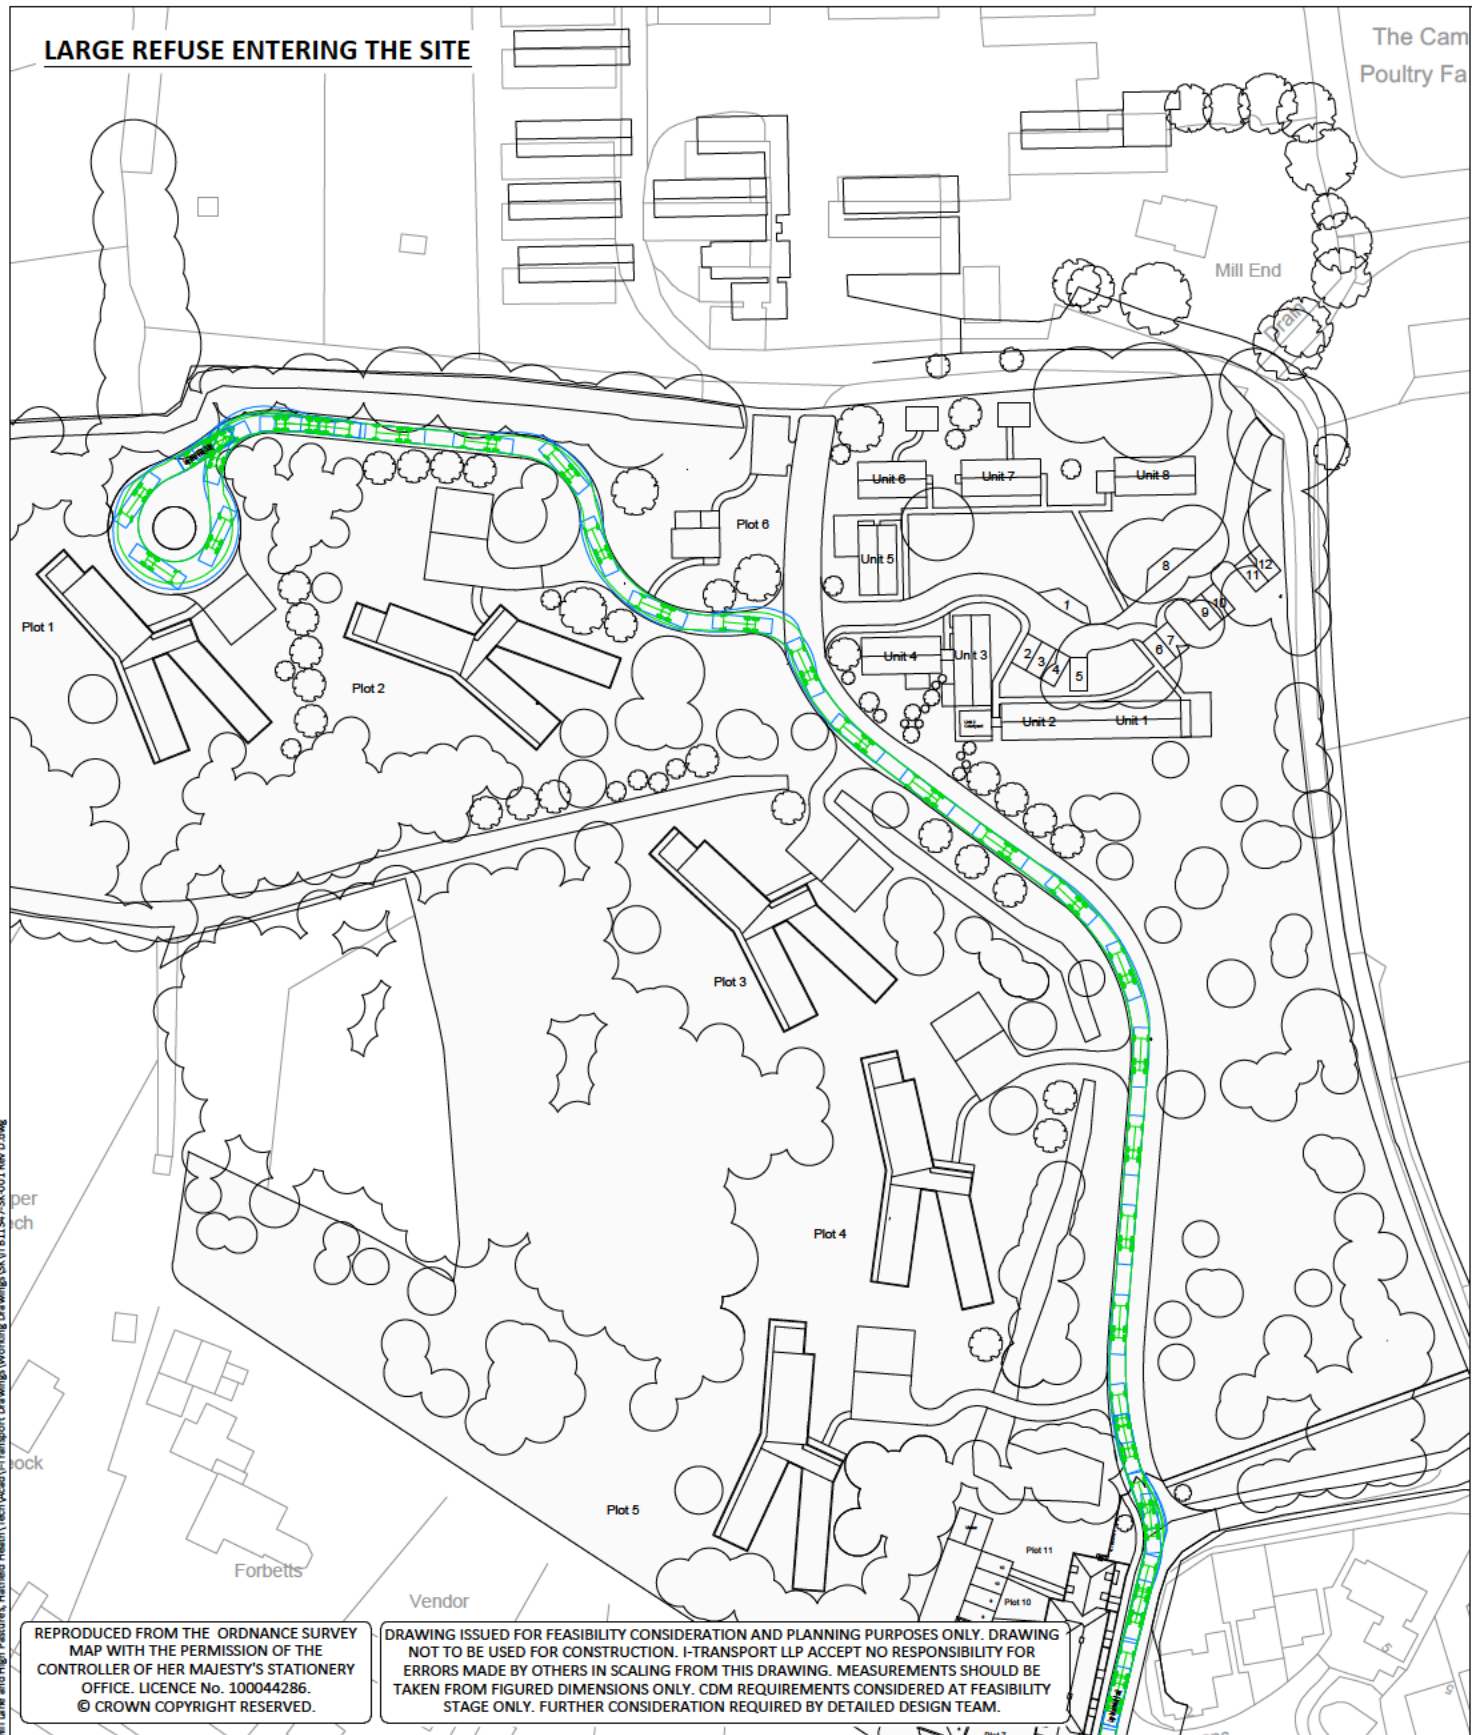 LARGE REFUSE ENTERING THE SITE
The Cam
Poultry Fa
Mill End
Drain
Unit 6
Unit 7
Unit 8
Plot 6
Unit 5
8
12
11
10
9
1
7
6
Plot 1
Unit 4
Unit 3
2
3
4
5
Plot 2
Unit 2
Unit 1
Plot 3
per
ech
Plot 4
ock
Plot 5
Plot 11
Forbetts
Plot 10
Vendor
5
5
REPRODUCED FROM THE ORDNANCE SURVEY
MAP WITH THE PERMISSION OF THE
CONTROLLER OF HER MAJESTY'S STATIONERY
OFFICE. LICENCE No. 100044286.
© CROWN COPYRIGHT RESERVED.
DRAWING ISSUED FOR FEASIBILITY CONSIDERATION AND PLANNING PURPOSES ONLY. DRAWING
NOT TO BE USED FOR CONSTRUCTION. I-TRANSPORT LLP ACCEPT NO RESPONSIBILITY FOR
ERRORS MADE BY OTHERS IN SCALING FROM THIS DRAWING. MEASUREMENTS SHOULD BE
TAKEN FROM FIGURED DIMENSIONS ONLY. CDM REQUIREMENTS CONSIDERED AT FEASIBILITY
STAGE ONLY. FURTHER CONSIDERATION REQUIRED BY DETAILED DESIGN TEAM.